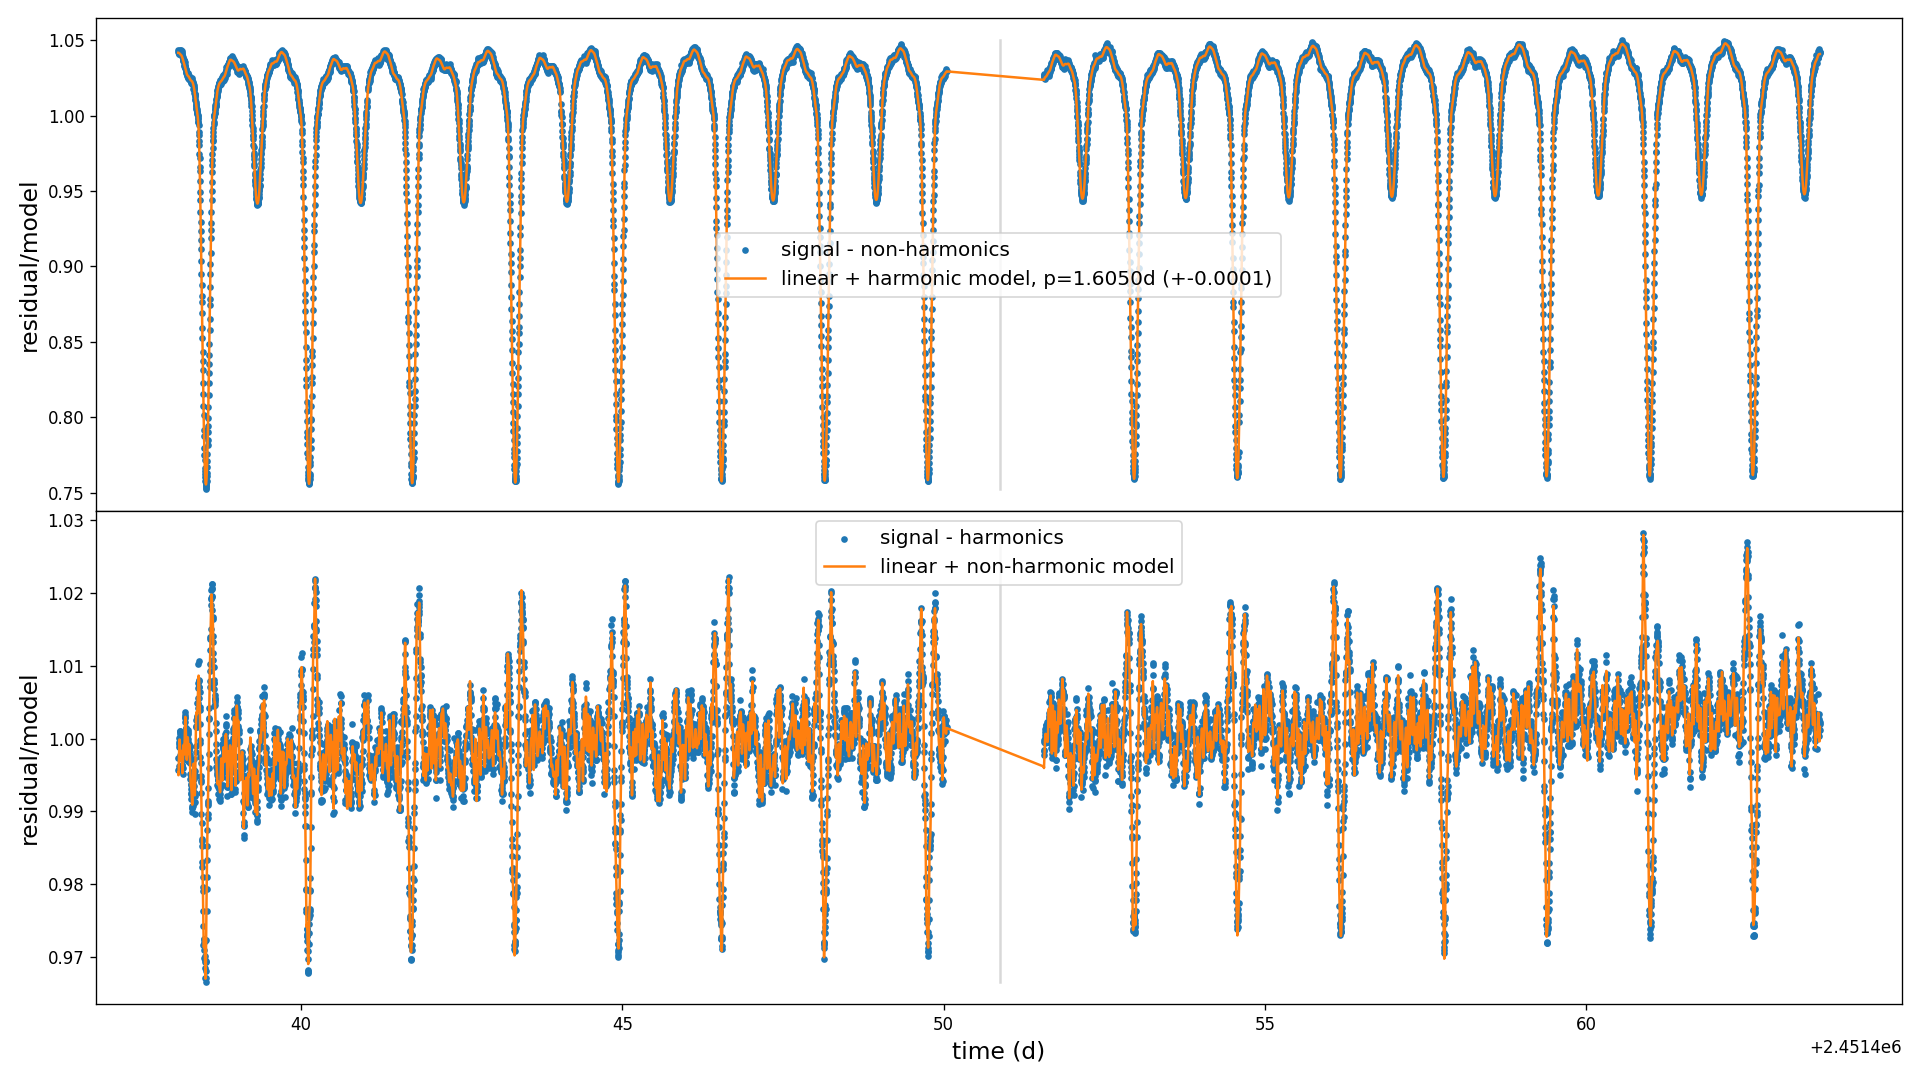 1.05
1.00
0.95
0.90
0.85
0.80
0.75
residual/model
signal - non-harmonics
linear + harmonic model, p=1.6050d (+-0.0001)
1.03
1.02
1.01
1.00
0.99
0.98
0.97
residual/model
signal - harmonics
linear + non-harmonic model
40
45
50
55
60
time (d)
+2.4514e6